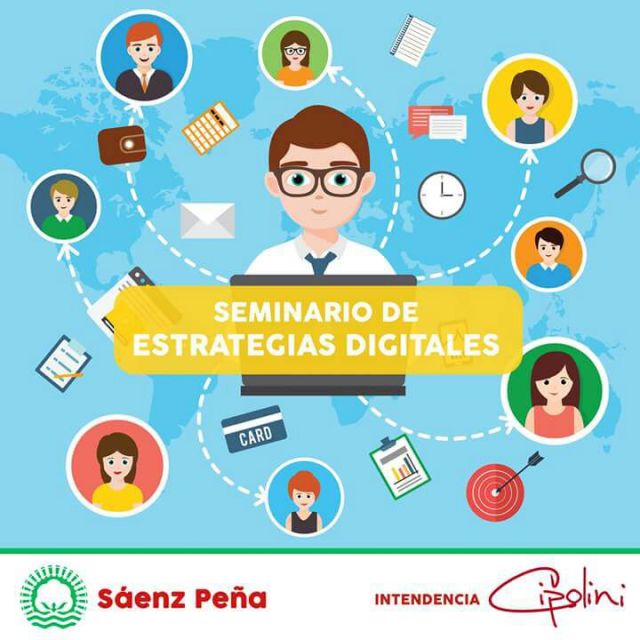 SEMINARIO DE
ESTRATEGIAS DIGITALES
CARD
Sáenz Peña
INTENDENCIA Cipolini